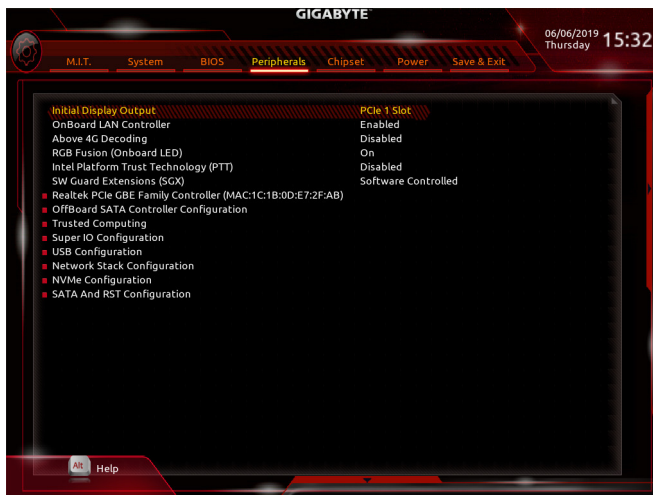 GIGABYTE™
06/06/2019
Thursday
15:32
M.I.T. System BIOS Peripherals Chipset Power Save & Exit
Initial Display Output PCIe 1 Slot
OnBoard LAN Controller Enabled
Above 4G Decoding Disabled
RGB Fusion (Onboard LED) On
Intel Platform Trust Technology (PTT) Disabled
SW Guard Extensions (SGX) Software Controlled
Realtek PCIe GBE Family Controller (MAC:1C:1B:0D:E7:2F:AB)
OffBoard SATA Controller Configuration
Trusted Computing
Super IO Configuration
USB Configuration
Network Stack Configuration
NVMe Configuration
SATA And RST Configuration
Alt Help